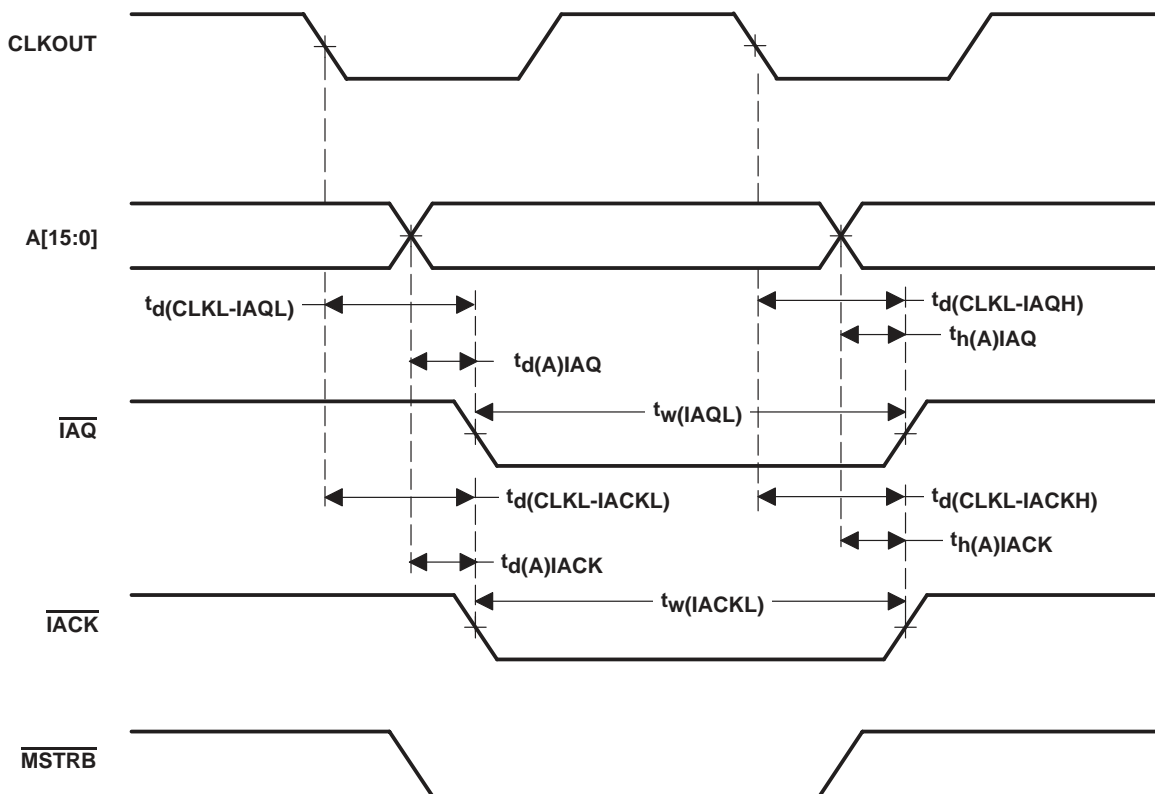 CLKOUT
A[15:0]
td(CLKL-IAQL)
td(CLKL-IAQH)
th(A)IAQ
td(A)IAQ
IAQ
tw(IAQL)
td(CLKL-IACKL)
td(CLKL-IACKH)
th(A)IACK
td(A)IACK
IACK
tw(IACKL)
MSTRB